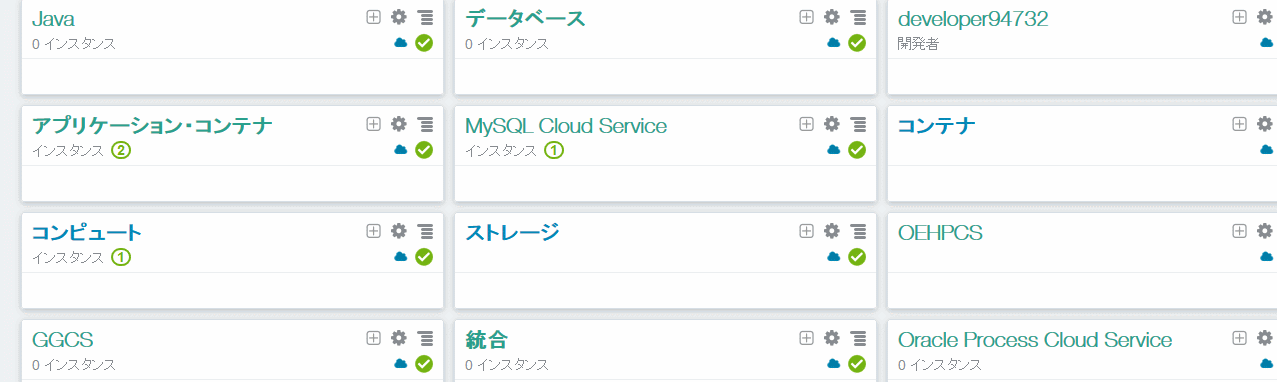 Java
0 インスタンス
データベース
0 インスタンス
developer94732
開発者
アプリケーション・コンテナ
インスタンス 2
MySQL Cloud Service
インスタンス 1
コンテナ
コンピュート
インスタンス 1
ストレージ
OEHPCS
GGCS
0 インスタンス
統合
0 インスタンス
Oracle Process Cloud Service
0 インスタンス